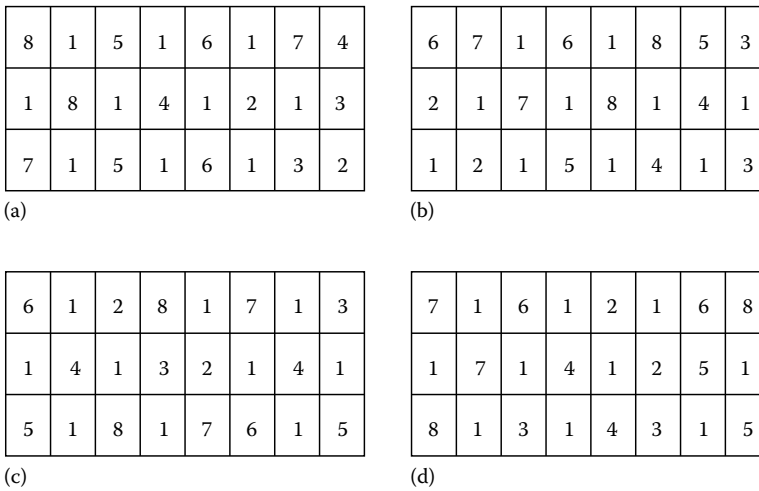 8 1 5 1 6 1 7 4
1 8 1 4 1 2 1 3
7 1 5 1 6 1 3 2
(a)
6 7 1 6 1 8 5 3
2 1 7 1 8 1 4 1
1 2 1 5 1 4 1 3
(b)
6 1 2 8 1 7 1 3
1 4 1 3 2 1 4 1
5 1 8 1 7 6 1 5
(c)
7 1 6 1 2 1 6 8
1 7 1 4 1 2 5 1
8 1 3 1 4 3 1 5
(d)